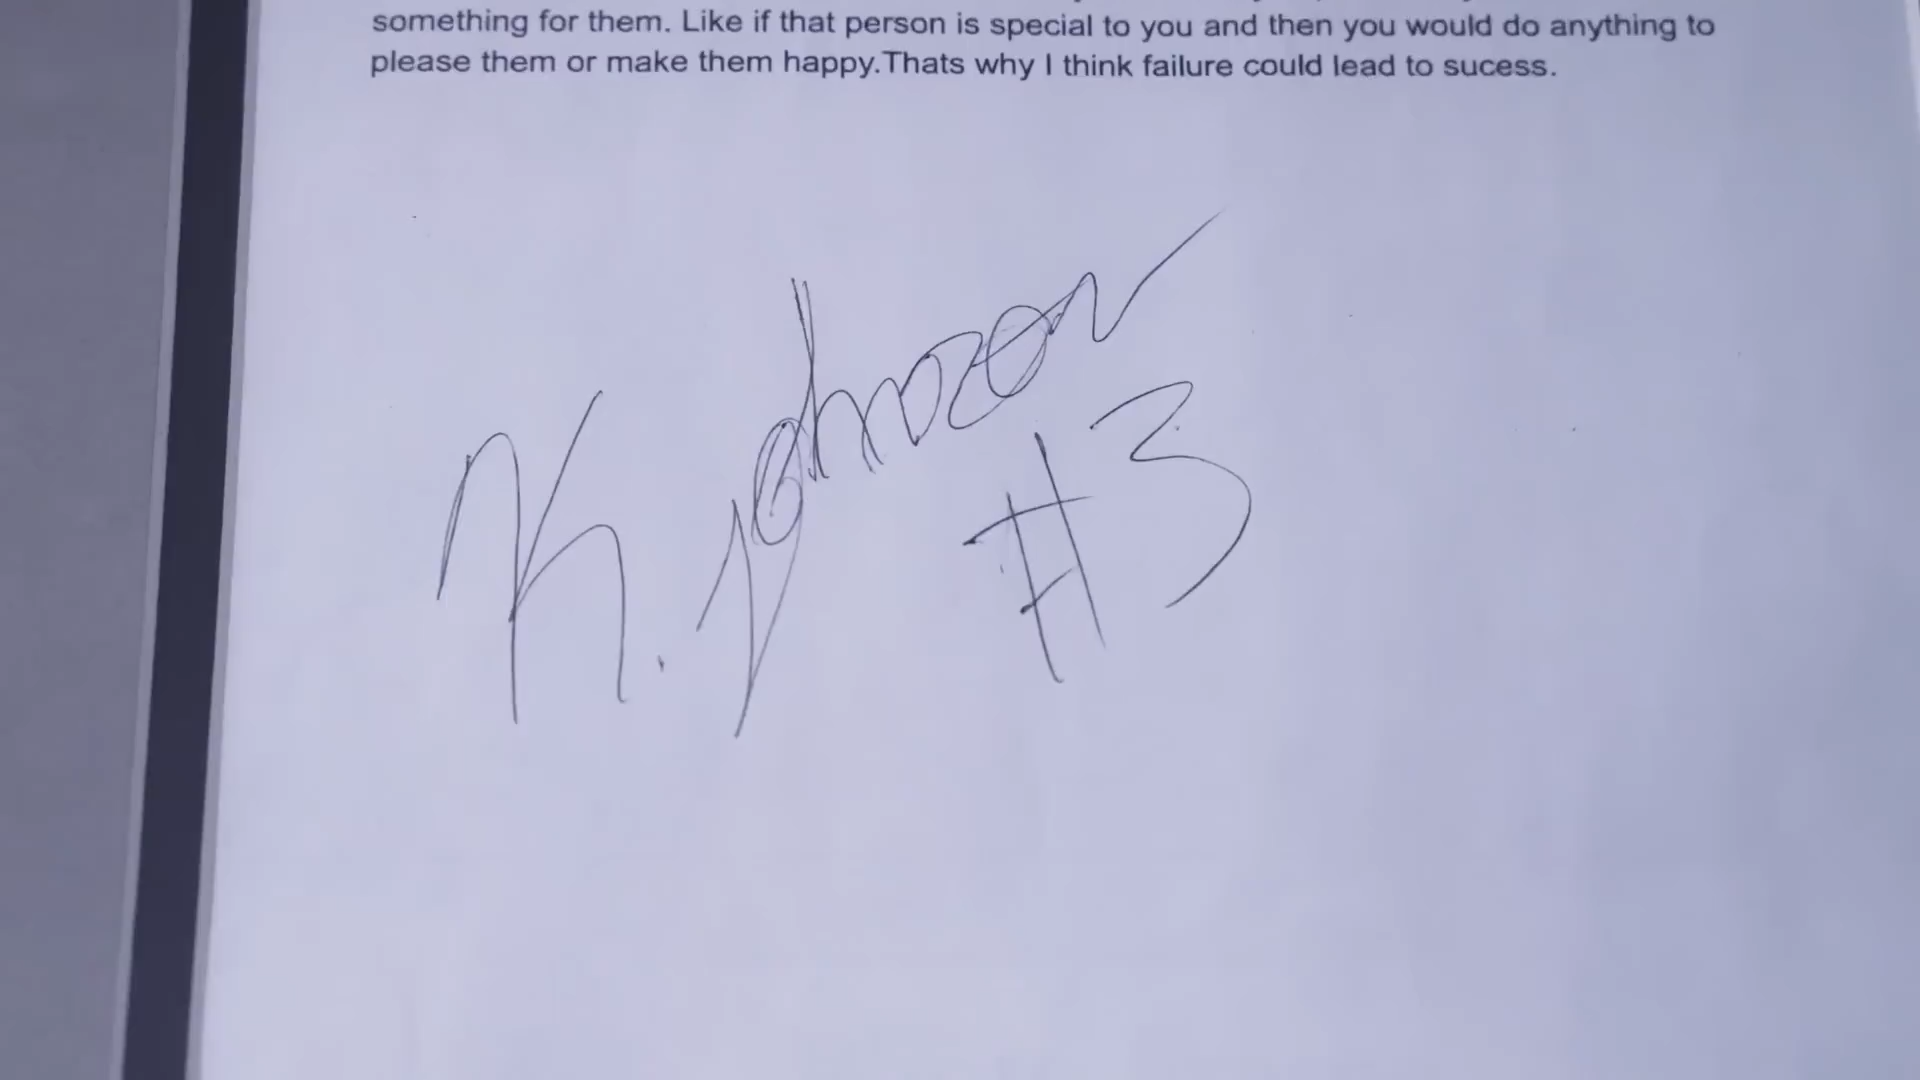 something for them. Like if that person is special to you and then you would do anything to
please them or make them happy.Thats why I think failure could lead to sucess.
K. Johnson
#3